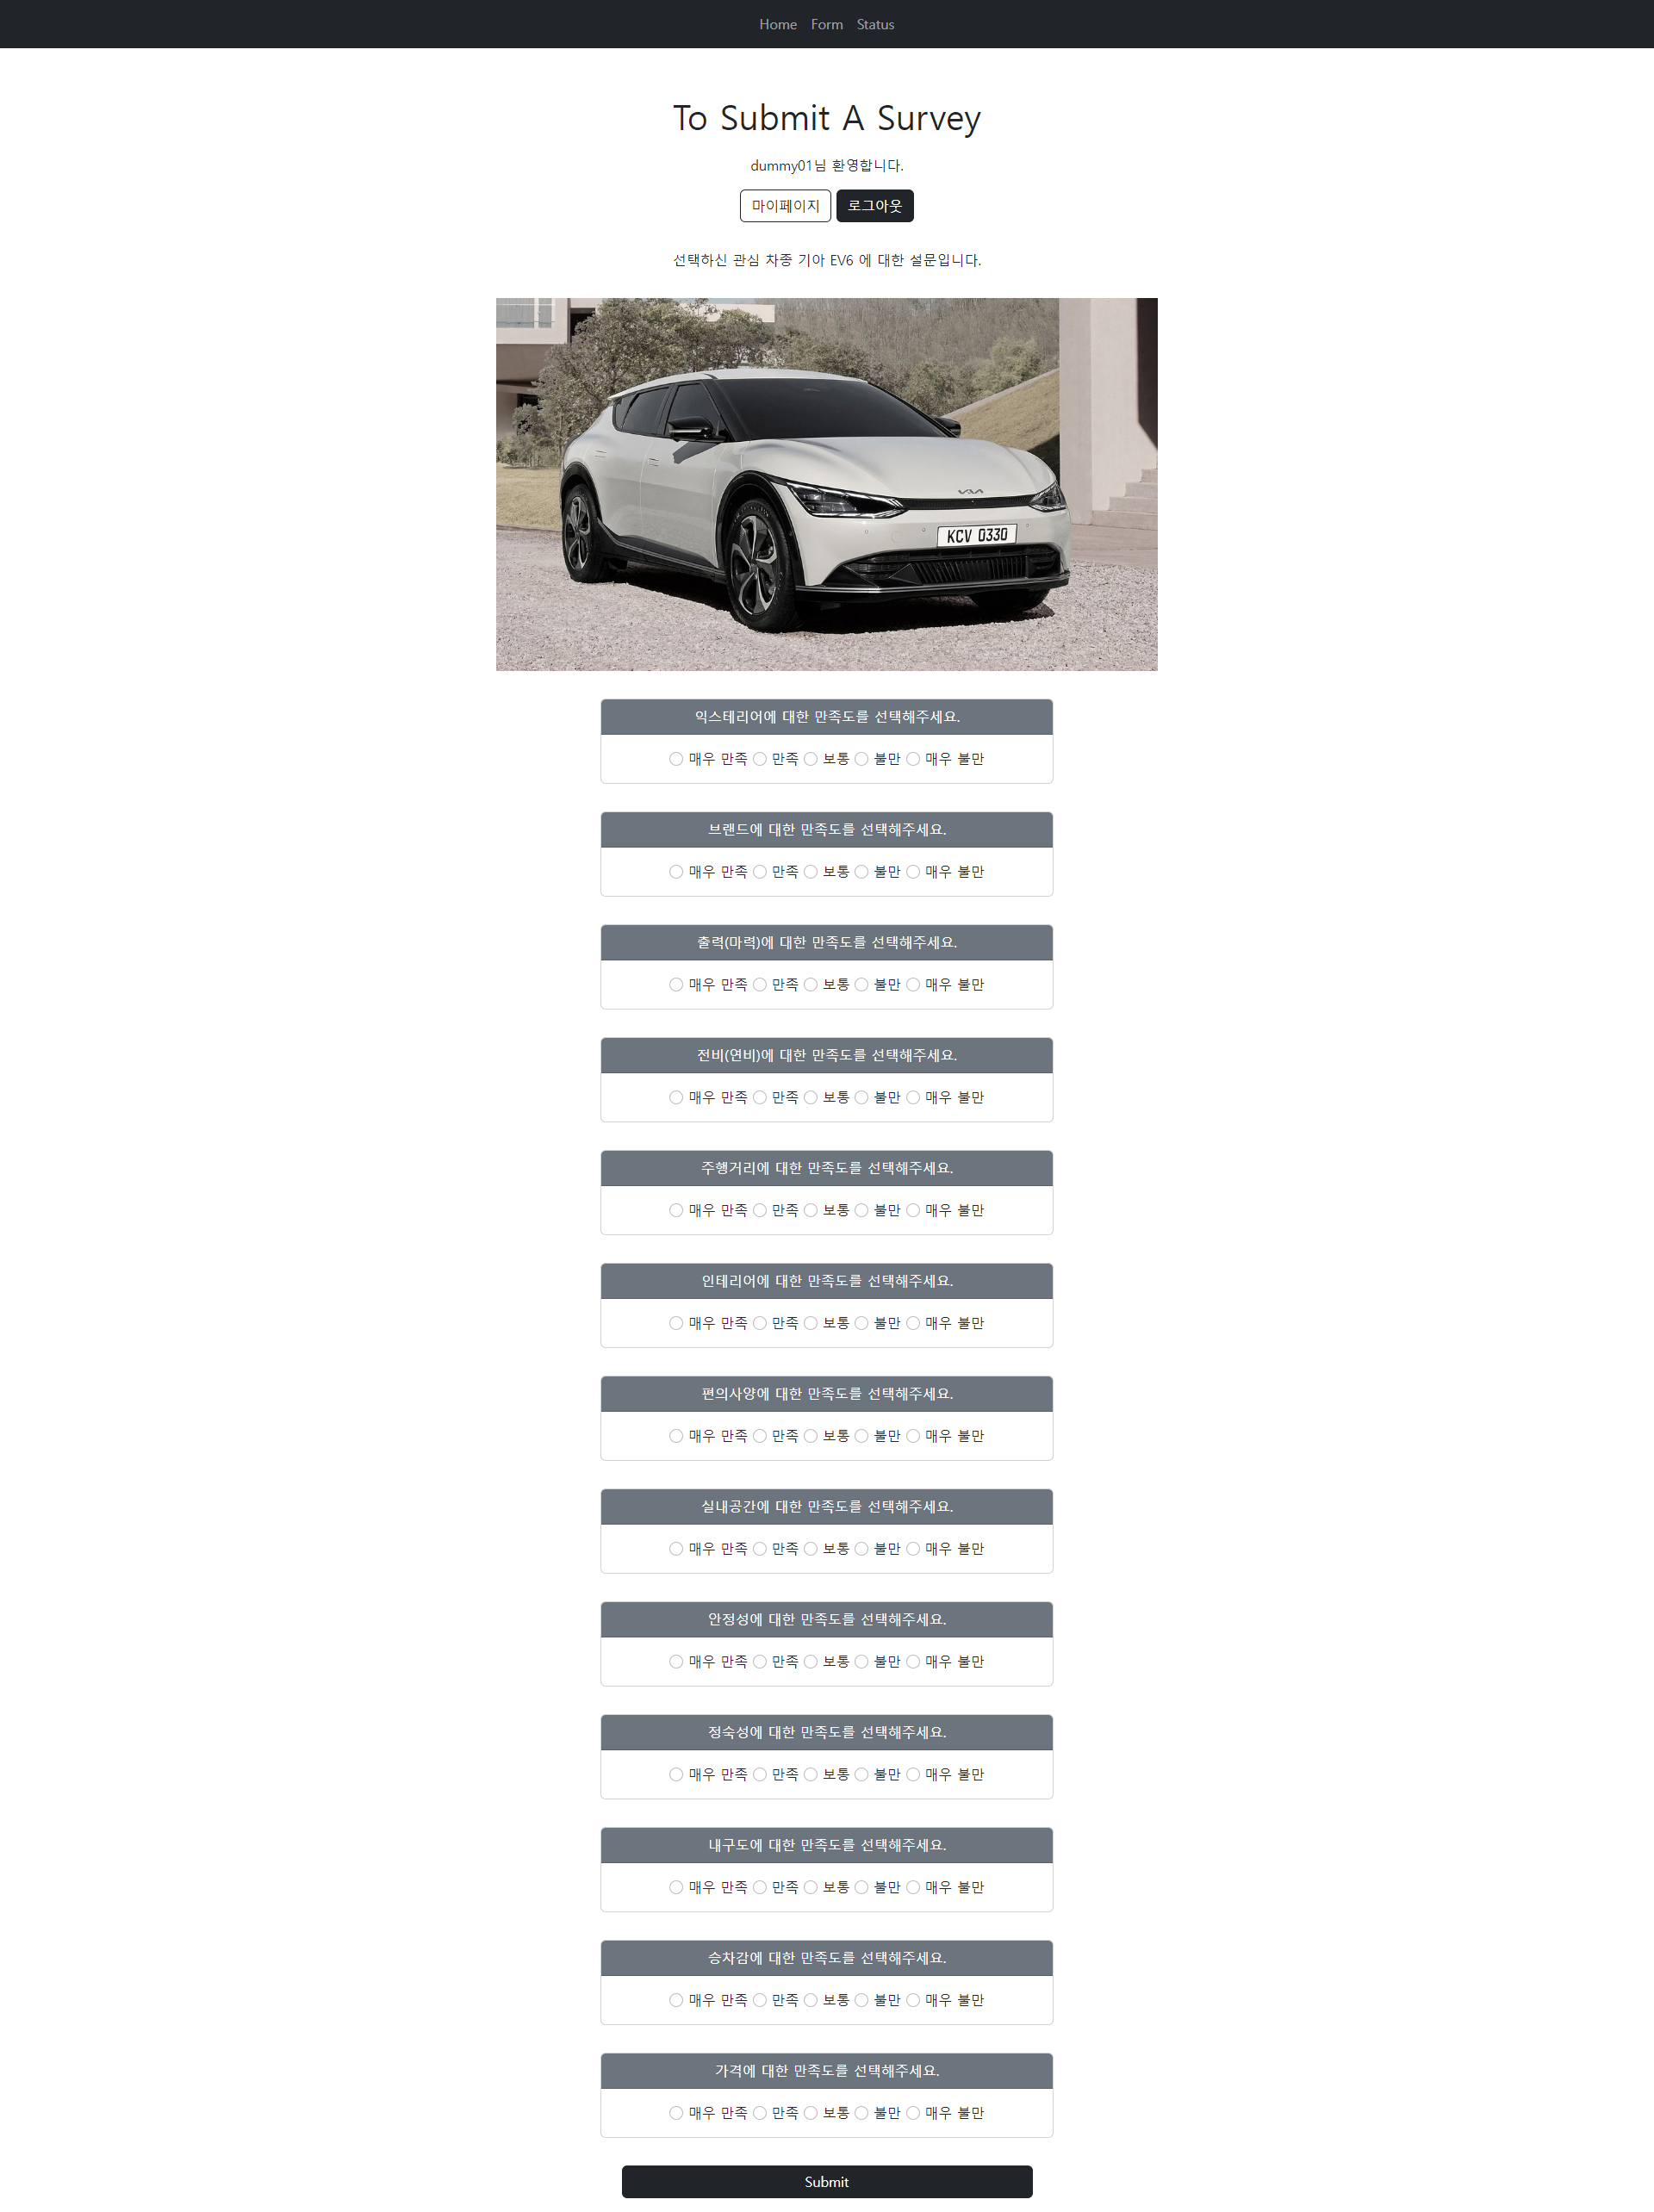 Home Form Status
To Submit A Survey
dummy01님 환영합니다.
마이페이지 로그아웃
선택하신 관심 차종 기아 EV6 에 대한 설문입니다.
KIA
KCV 0330
익스테리어에 대한 만족도를 선택해주세요.
매우 만족 만족 보통 불만 매우 불만
브랜드에 대한 만족도를 선택해주세요.
매우 만족 만족 보통 불만 매우 불만
출력(마력)에 대한 만족도를 선택해주세요.
매우 만족 만족 보통 불만 매우 불만
전비(연비)에 대한 만족도를 선택해주세요.
매우 만족 만족 보통 불만 매우 불만
주행거리에 대한 만족도를 선택해주세요.
매우 만족 만족 보통 불만 매우 불만
인테리어에 대한 만족도를 선택해주세요.
매우 만족 만족 보통 불만 매우 불만
편의사양에 대한 만족도를 선택해주세요.
매우 만족 만족 보통 불만 매우 불만
실내공간에 대한 만족도를 선택해주세요.
매우 만족 만족 보통 불만 매우 불만
안정성에 대한 만족도를 선택해주세요.
매우 만족 만족 보통 불만 매우 불만
정숙성에 대한 만족도를 선택해주세요.
매우 만족 만족 보통 불만 매우 불만
내구도에 대한 만족도를 선택해주세요.
매우 만족 만족 보통 불만 매우 불만
승차감에 대한 만족도를 선택해주세요.
매우 만족 만족 보통 불만 매우 불만
가격에 대한 만족도를 선택해주세요.
매우 만족 만족 보통 불만 매우 불만
Submit